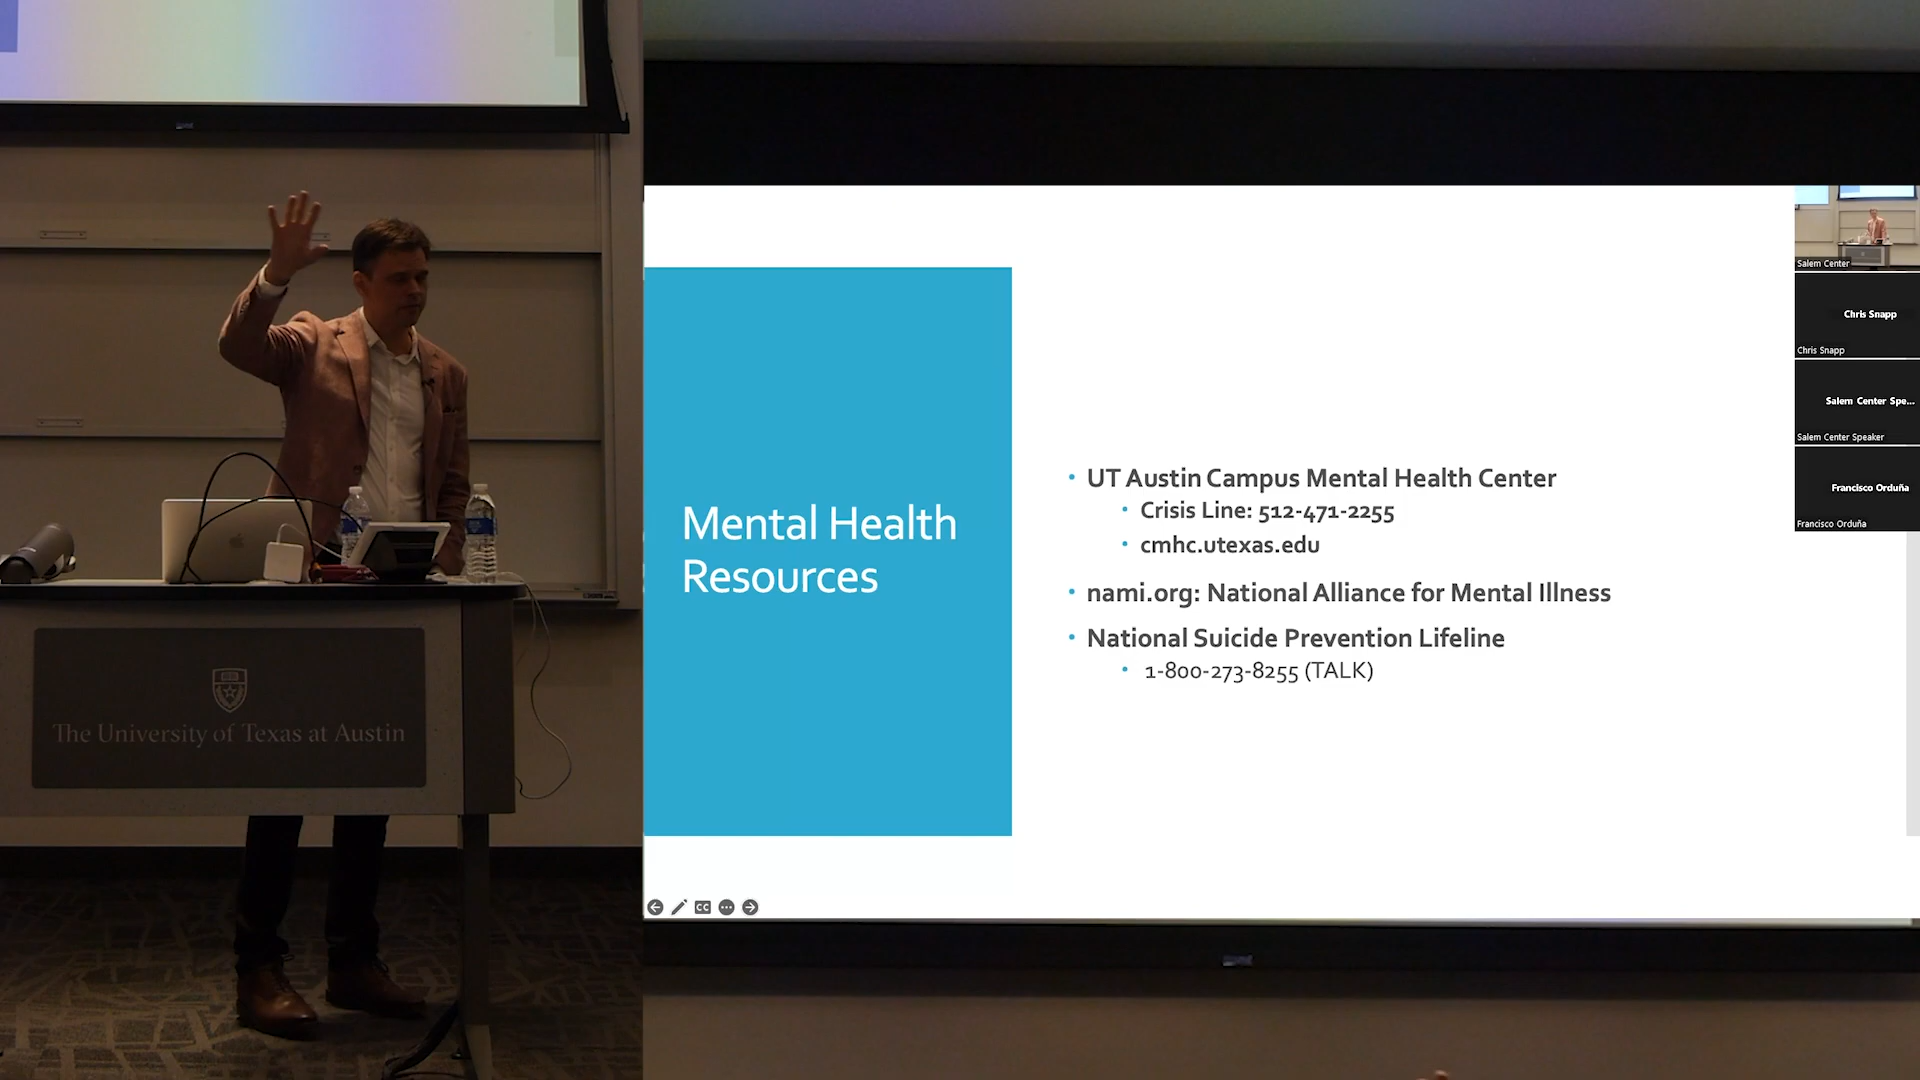 The University of Texas at Austin
Mental Health
Resources
• UT Austin Campus Mental Health Center
• Crisis Line: 512-471-2255
• cmhc.utexas.edu
• nami.org: National Alliance for Mental Illness
• National Suicide Prevention Lifeline
• 1-800-273-8255 (TALK)
CC
Salem Center
Chris Snapp
Chris Snapp
Salem Center Spe...
Salem Center Speaker
Francisco Orduña
Francisco Orduña